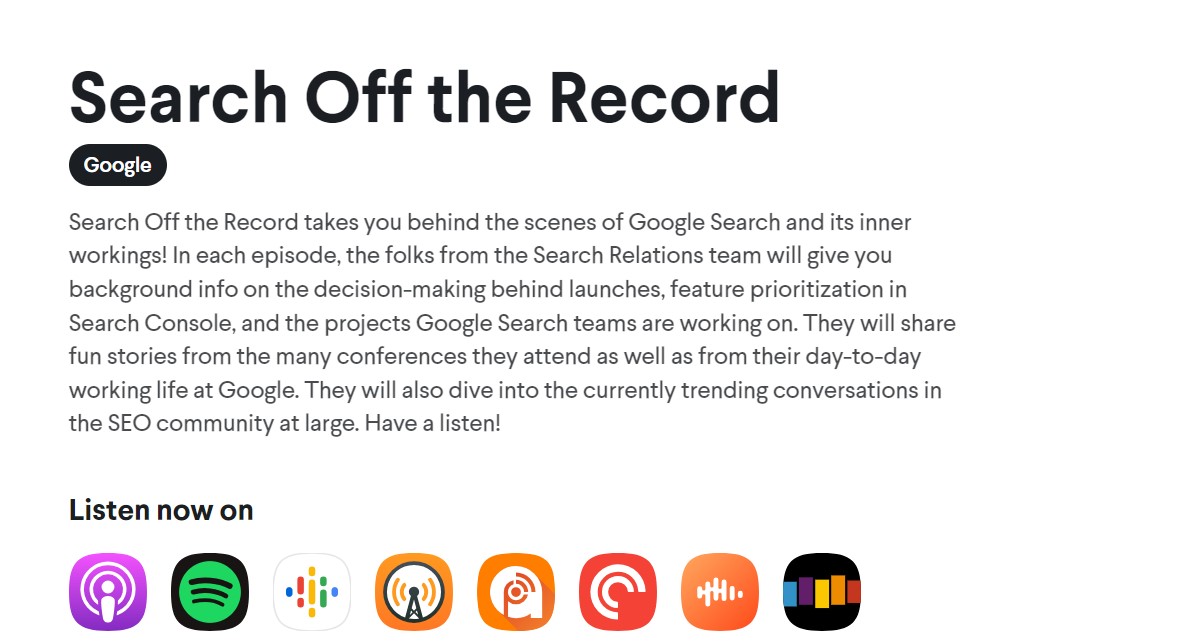 Search Off the Record
Google
Search Off the Record takes you behind the scenes of Google Search and its inner
workings! In each episode, the folks from the Search Relations team will give you
background info on the decision-making behind launches, feature prioritization in
Search Console, and the projects Google Search teams are working on. They will share
fun stories from the many conferences they attend as well as from their day-to-day
working life at Google. They will also dive into the currently trending conversations in
the SEO community at large. Have a listen!
Listen now on